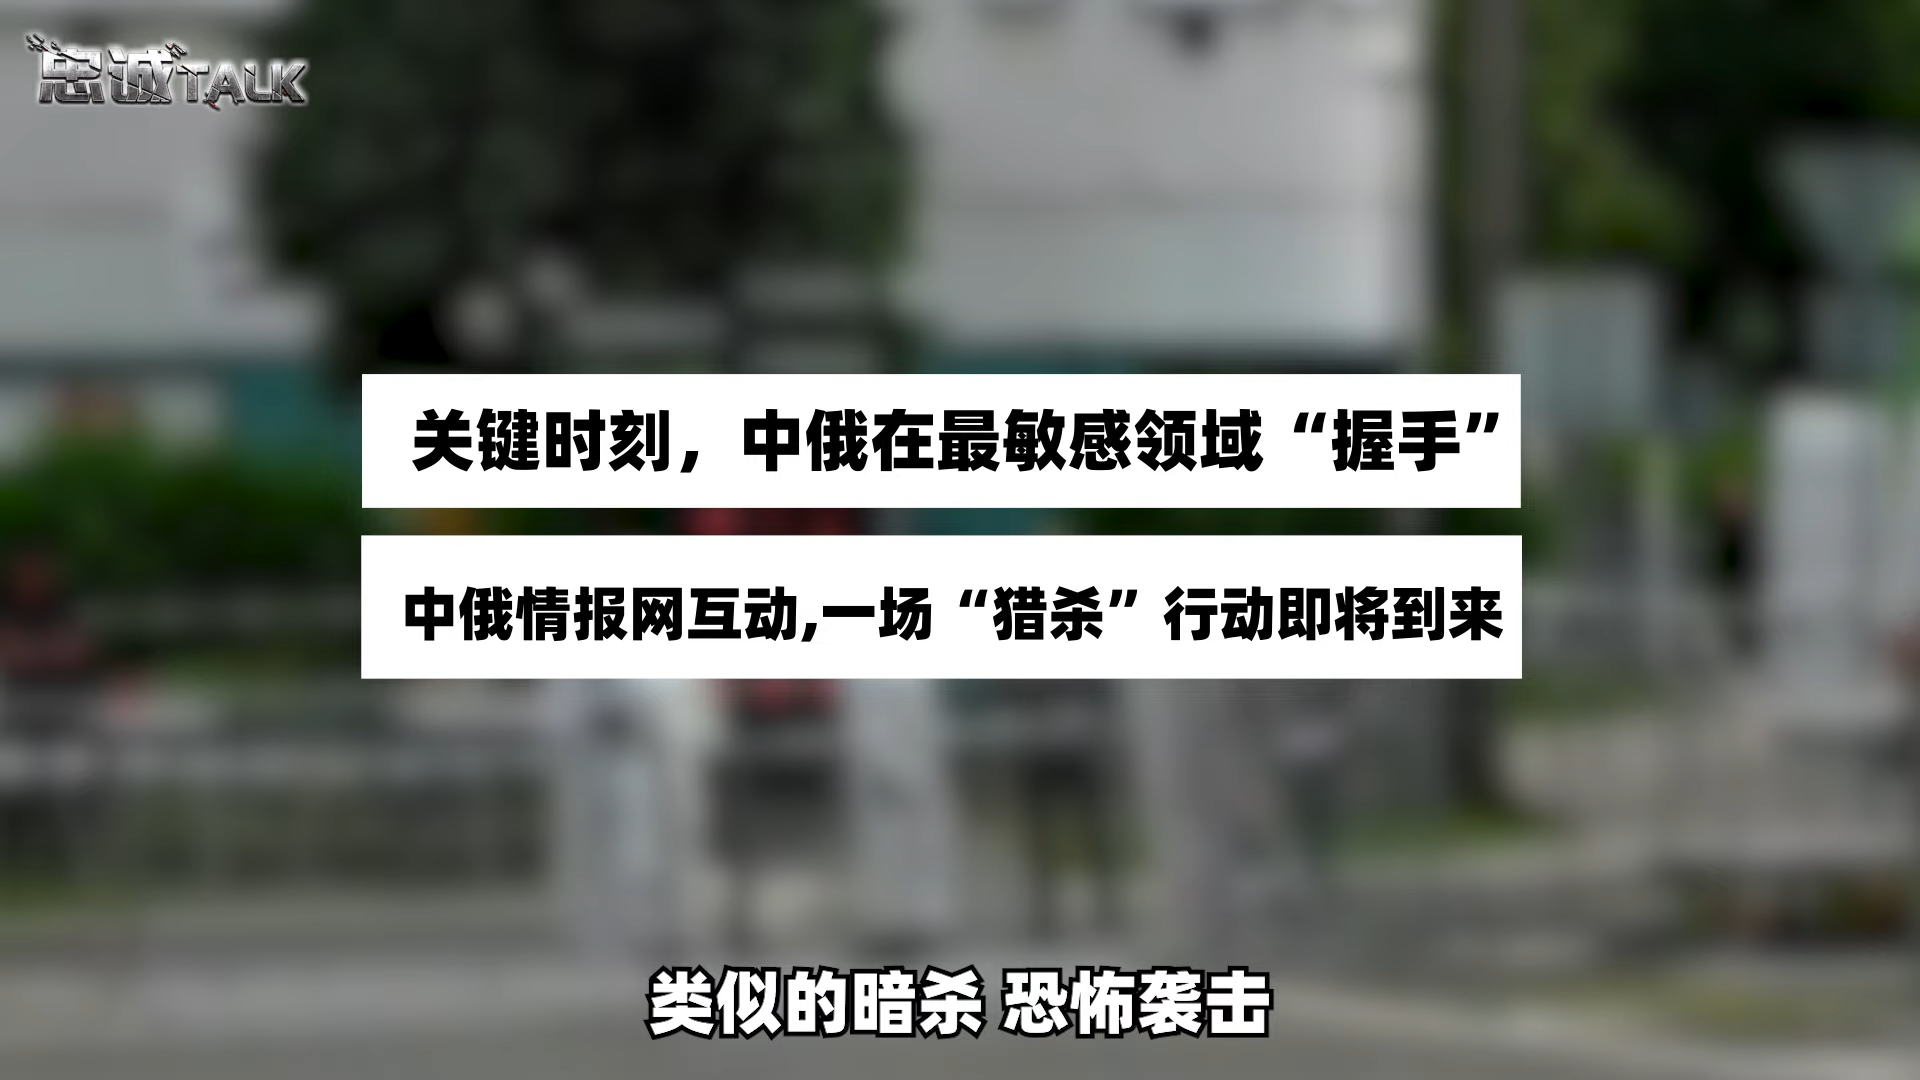 忠诚TALK
关键时刻，中俄在最敏感领域“握手”
中俄情报网互动,一场“猎杀”行动即将到来
类似的暗杀 恐怖袭击